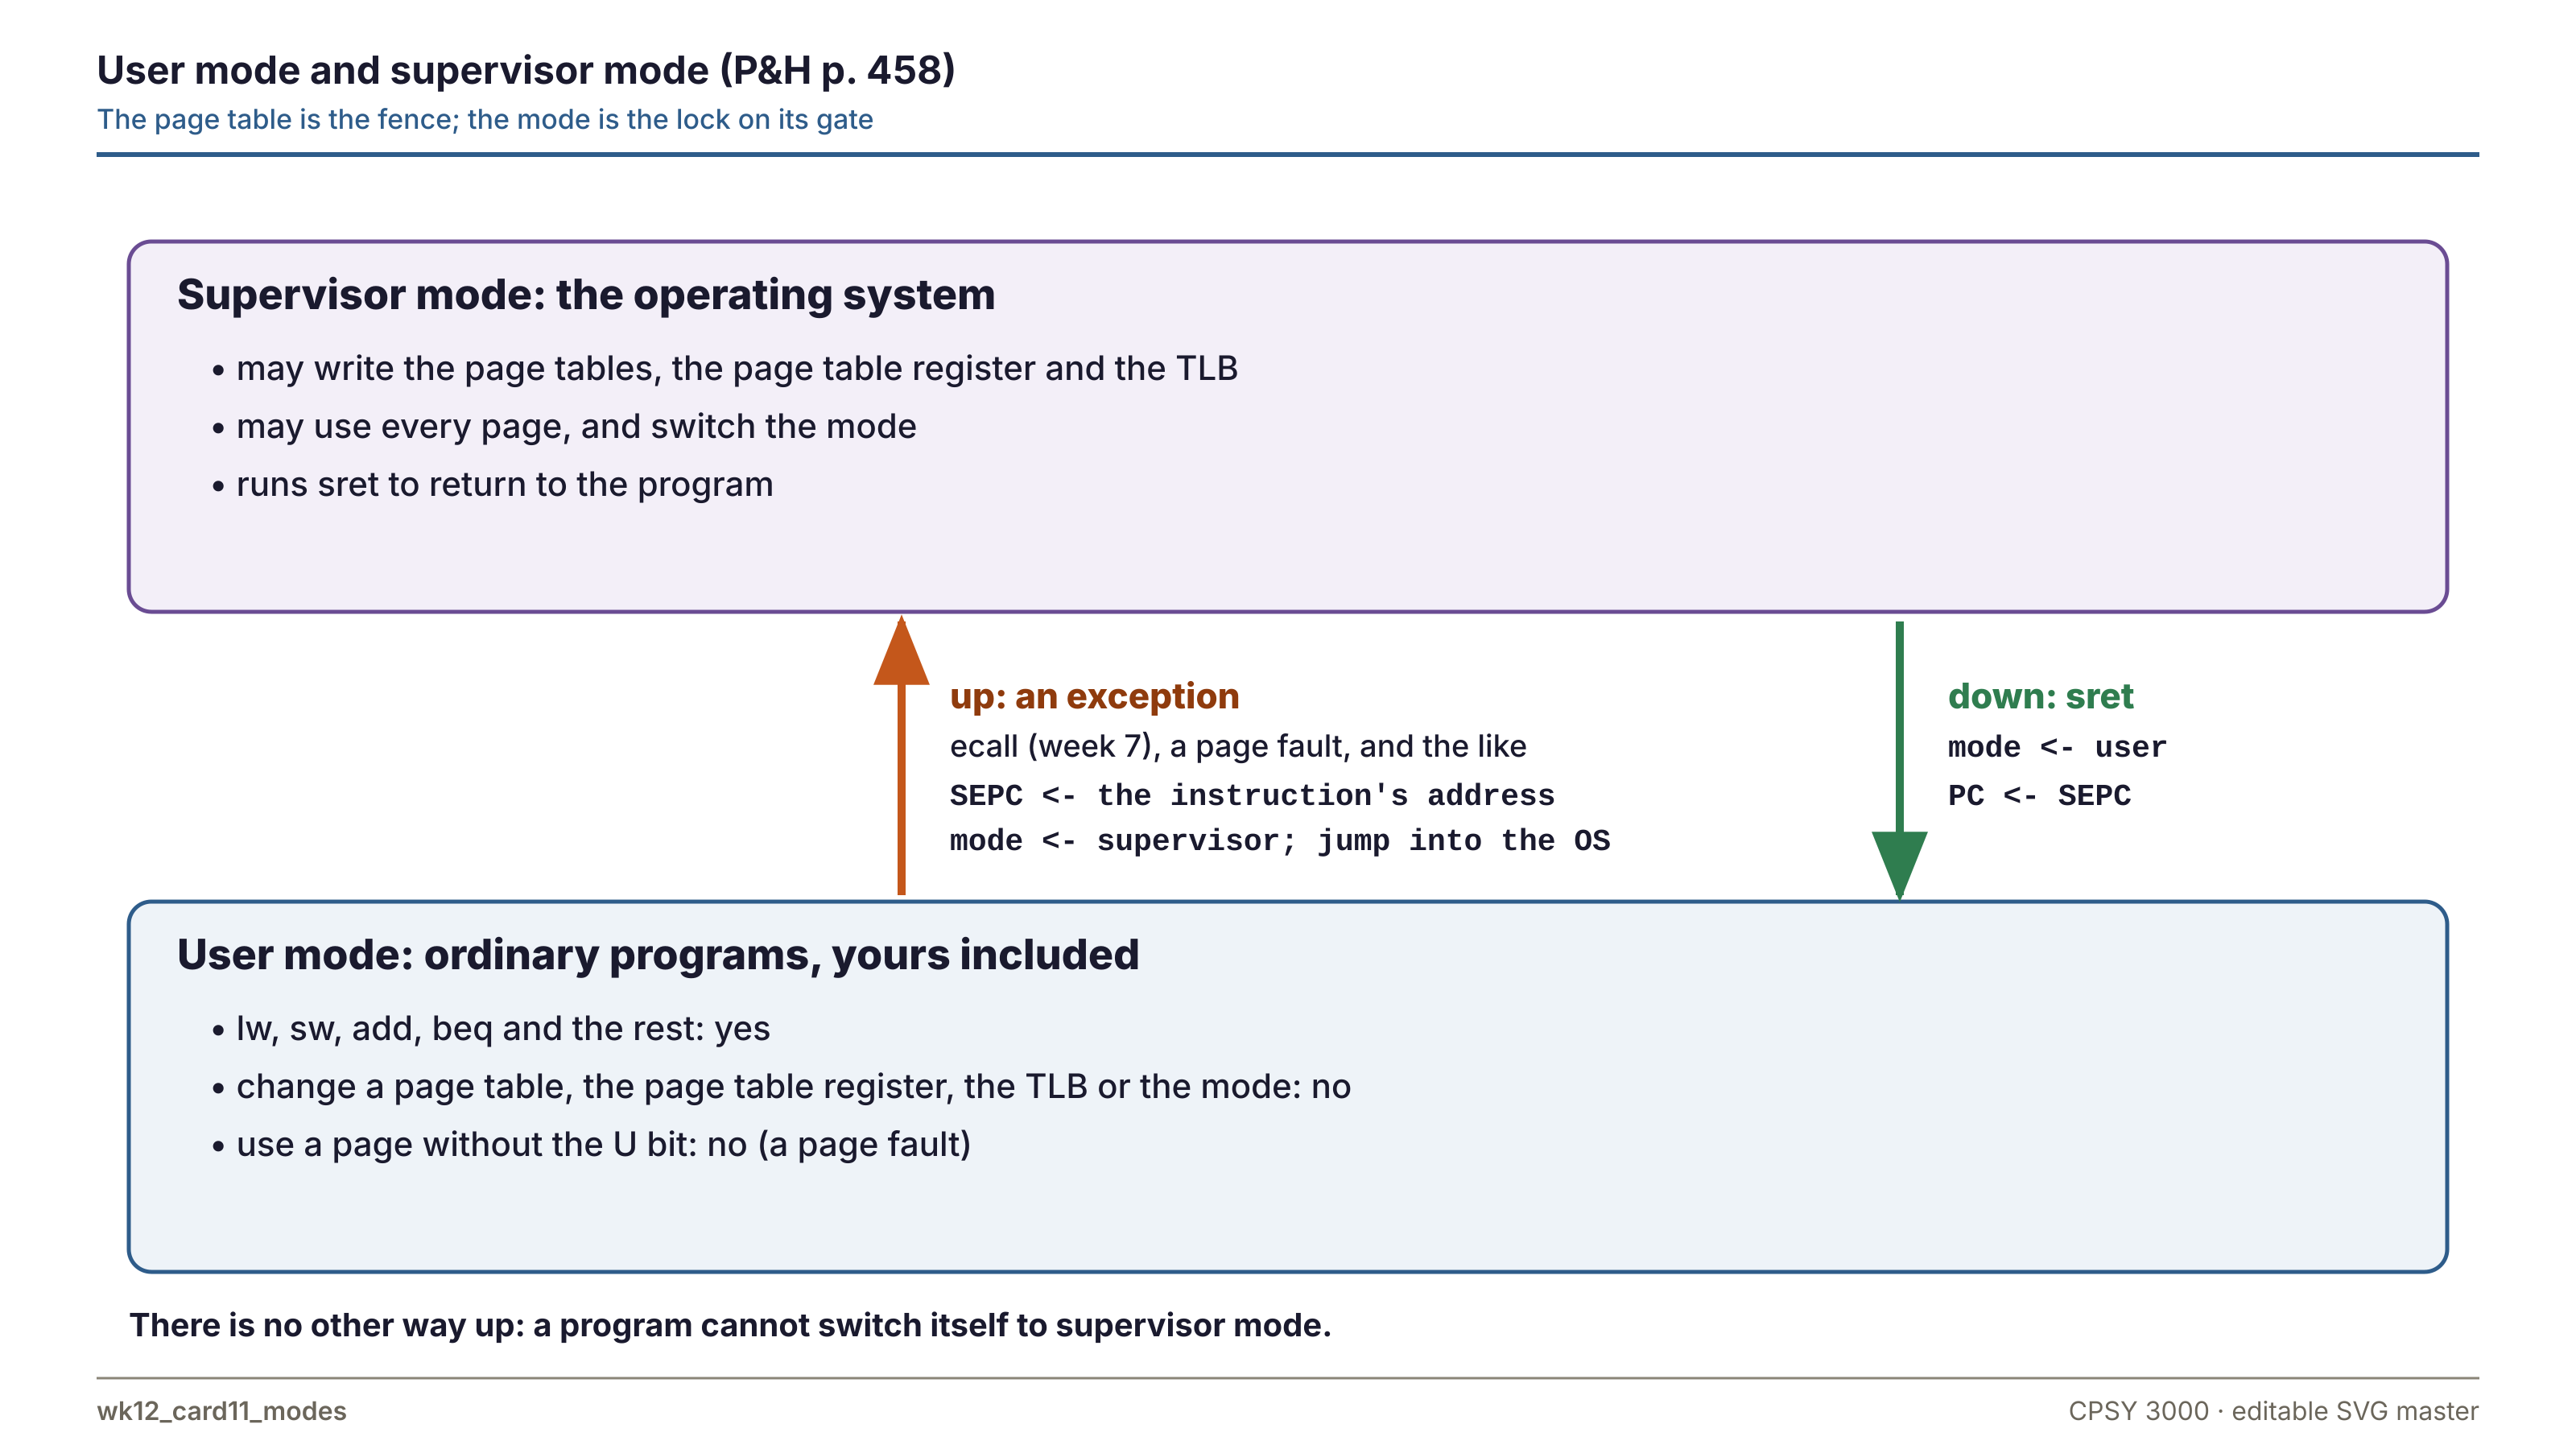 User mode and supervisor mode (P&H p. 458)
The page table is the fence; the mode is the lock on its gate
Supervisor mode: the operating system
• may write the page tables, the page table register and the TLB
• may use every page, and switch the mode
• runs sret to return to the program
up: an exception
ecall (week 7), a page fault, and the like
SEPC <- the instruction's address
mode <- supervisor; jump into the OS
down: sret
mode <- user
PC <- SEPC
User mode: ordinary programs, yours included
• lw, sw, add, beq and the rest: yes
• change a page table, the page table register, the TLB or the mode: no
• use a page without the U bit: no (a page fault)
There is no other way up: a program cannot switch itself to supervisor mode.
wk12_card11_modes
CPSY 3000 · editable SVG master